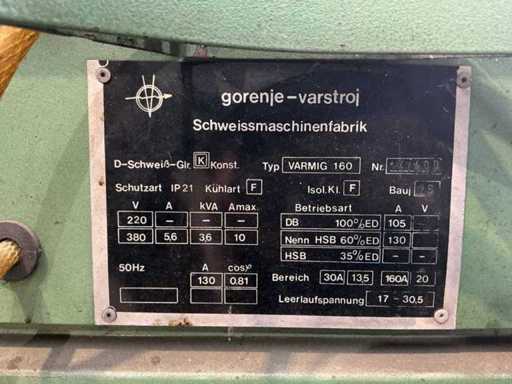 gorenje-varstroj
Schweissmaschinenfabrik
D-Schweiß-Glr. K Konst. Typ VARMIG 160 Nr.
Schutzart IP 21 Kühlart F Isol. Kl. F Bauj.
V A kVA Amax. Betriebsart A V
220 – – – DB 100%ED 105
380 5,6 3,6 10 Nenn HSB 60%ED 130
HSB 35%ED – –
50Hz A cosφ
130 0.81
Bereich 30A 13,5 160A 20
Leerlaufspannung 17 – 30,5